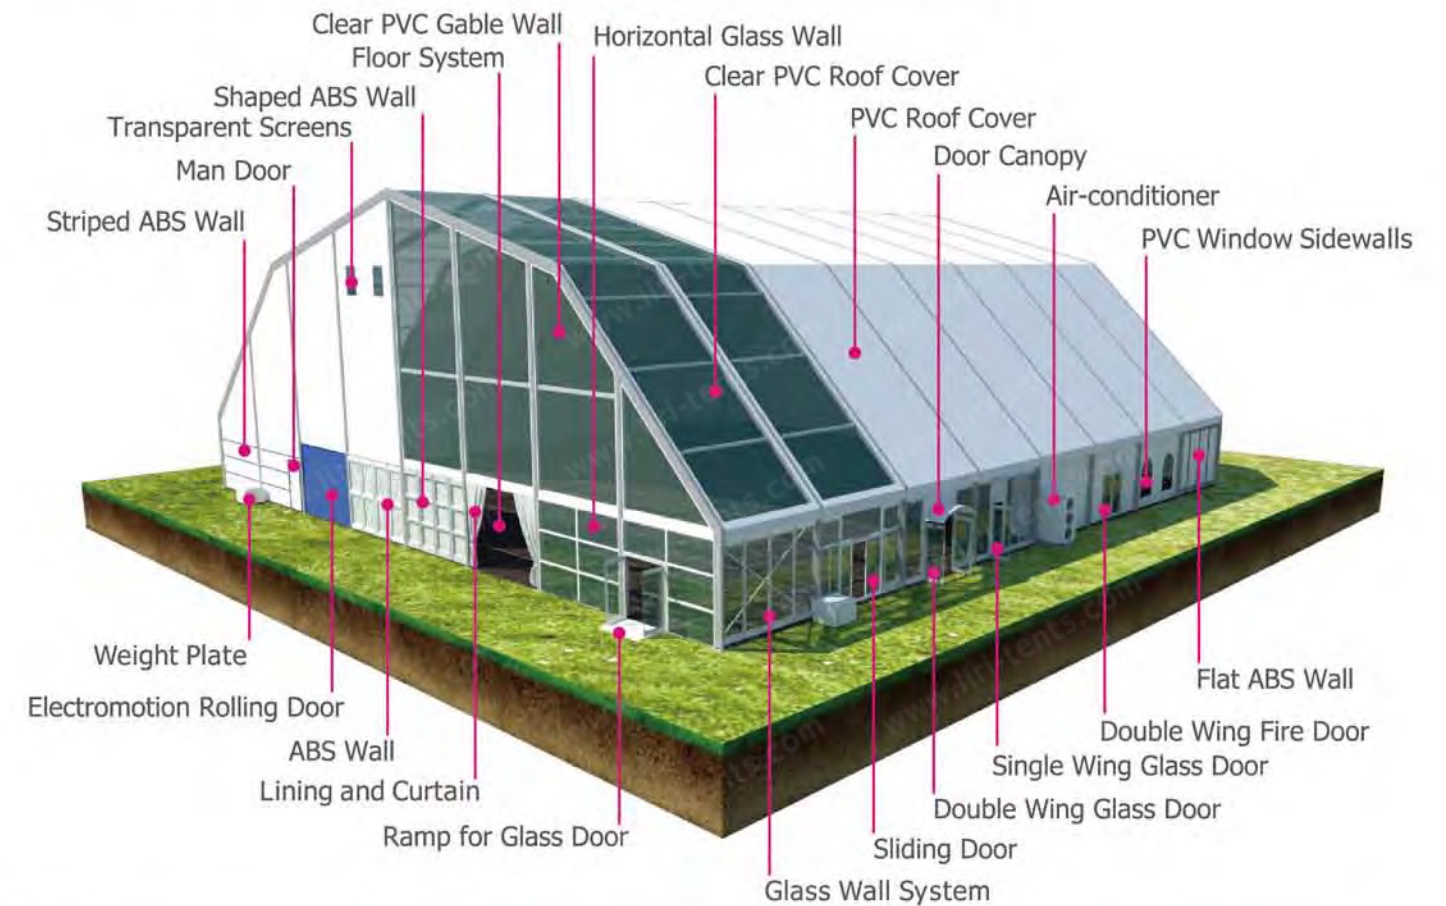 Clear PVC Gable Wall
Horizontal Glass Wall
Floor System
Clear PVC Roof Cover
Shaped ABS Wall
PVC Roof Cover
Transparent Screens
Door Canopy
Man Door
Air-conditioner
Striped ABS Wall
PVC Window Sidewalls
Weight Plate
Flat ABS Wall
Electromotion Rolling Door
Double Wing Fire Door
ABS Wall
Single Wing Glass Door
Lining and Curtain
Double Wing Glass Door
Ramp for Glass Door
Sliding Door
Glass Wall System